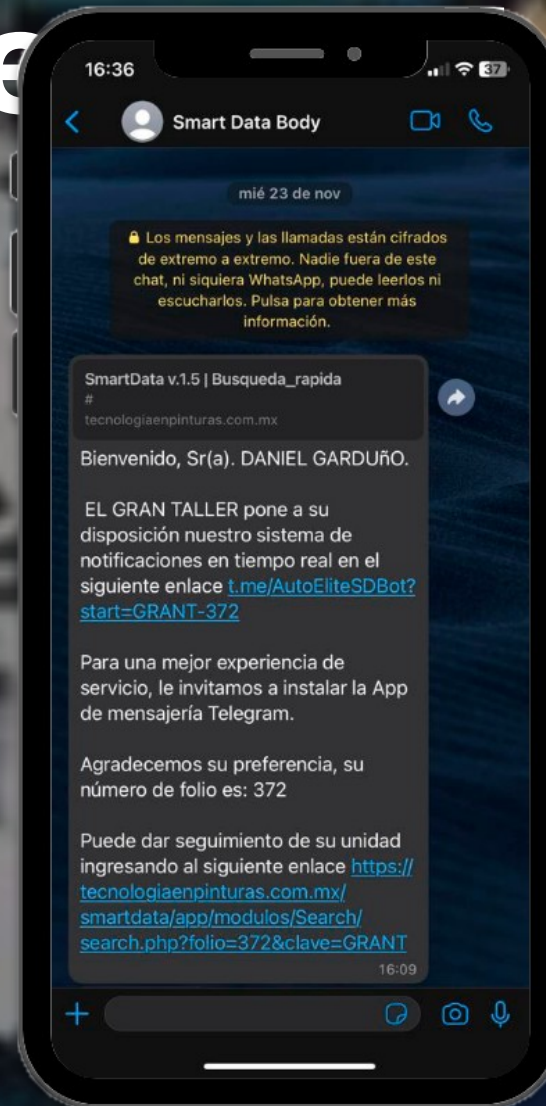 e
16:36
37
Smart Data Body
mié 23 de nov
Los mensajes y las llamadas están cifrados
de extremo a extremo. Nadie fuera de este
chat, ni siquiera WhatsApp, puede leerlos ni
escucharlos. Pulsa para obtener más
información.
SmartData v.1.5 | Busqueda_rapida
#
tecnologiaenpinturas.com.mx
Bienvenido, Sr(a). DANIEL GARDUñO.
EL GRAN TALLER pone a su
disposición nuestro sistema de
notificaciones en tiempo real en el
siguiente enlace t.me/AutoEliteSDBot?
start=GRANT-372
Para una mejor experiencia de
servicio, le invitamos a instalar la App
de mensajería Telegram.
Agradecemos su preferencia, su
número de folio es: 372
Puede dar seguimiento de su unidad
ingresando al siguiente enlace https://
tecnologiaenpinturas.com.mx/
smartdata/app/modulos/Search/
search.php?folio=372&clave=GRANT
16:09